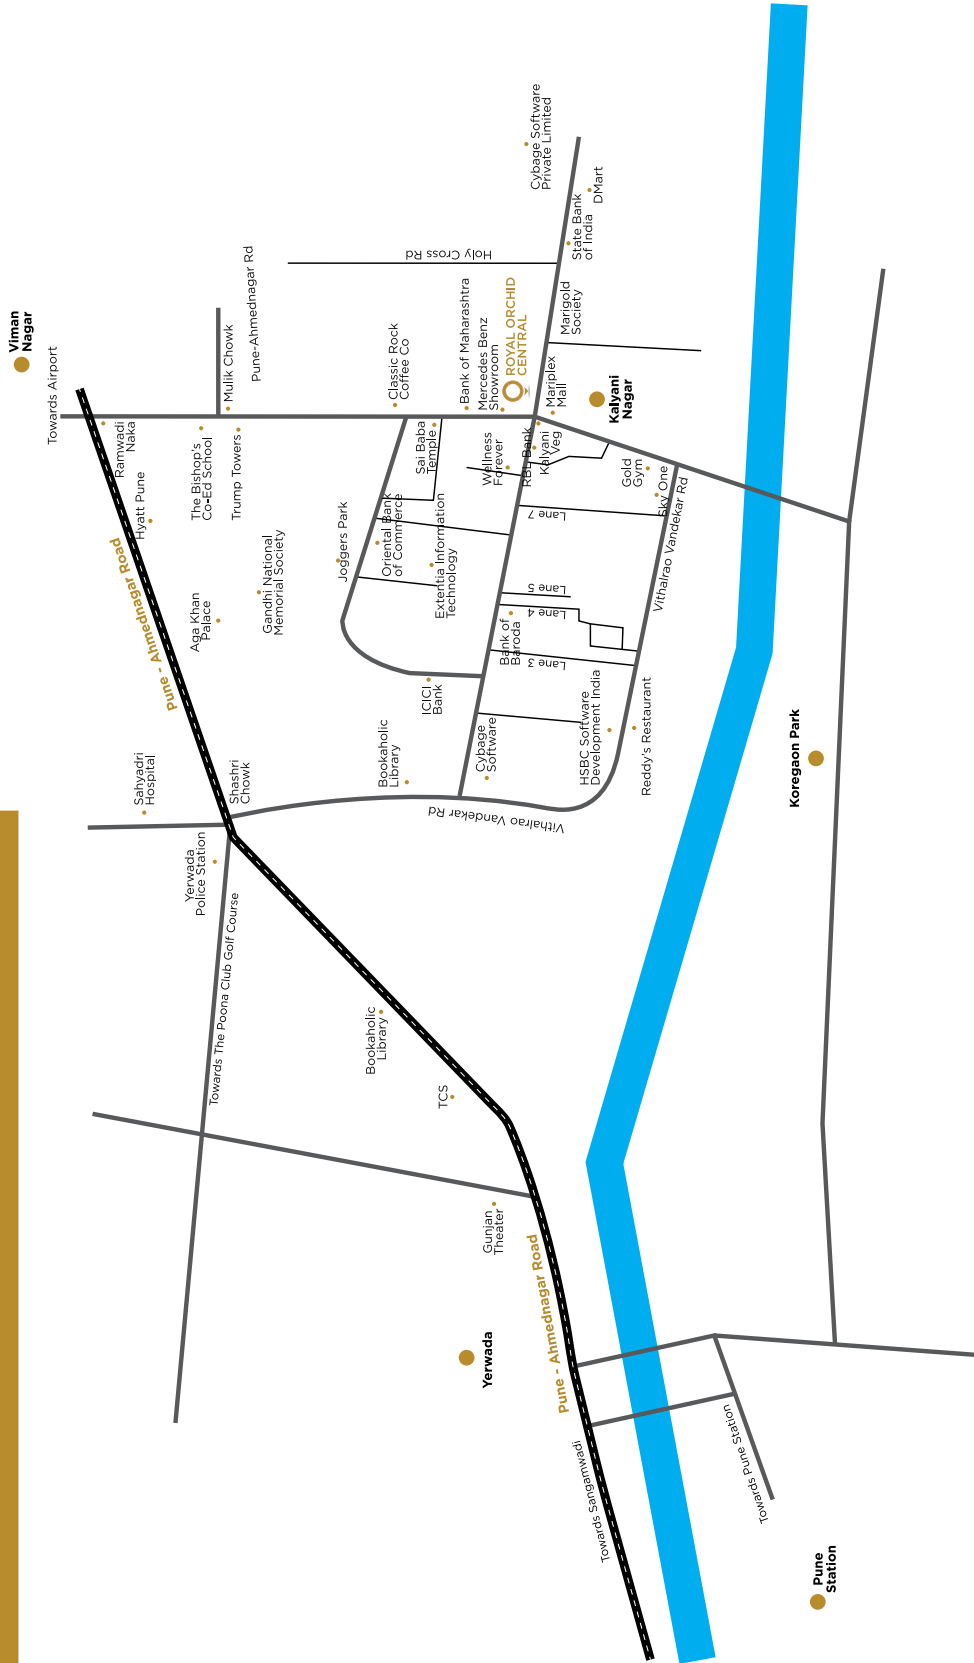 Viman
Nagar
Towards Airport
Ramwadi
Naka
Hyatt Pune
Mulik Chowk
Pune-Ahmednagar Rd
The Bishop's
Co-Ed School
Trump Towers
Pune - Ahmednagar Road
Aga Khan
Palace
Gandhi National
Memorial Society
Sahyadri
Hospital
Shashri
Chowk
Yerwada
Police Station
Towards The Poona Club Golf Course
Joggers Park
Classic Rock
Coffee Co
Sai Baba
Temple
Oriental Bank
of Commerce
Extentia Information
Technology
Holy Cross Rd
Bank of Maharashtra
Mercedes Benz
Showroom
ROYAL ORCHID
CENTRAL
Cybage Software
Private Limited
DMart
State Bank
of India
Marigold
Society
Mariplex
Mall
Kalyani
Nagar
Wellness
Forever
RBL Bank
Kalyani
Veg
Gold
Gym
Sky One
Vithalrao Vandekar Rd
Lane 7
Lane 5
Lane 4
Lane 3
Bank of
Baroda
ICICI
Bank
Bookaholic
Library
Cybage
Software
HSBC Software
Development India
Reddy's Restaurant
Vithalrao Vandekar Rd
Koregaon Park
Bookaholic
Library
TCS
Gunjan
Theater
Yerwada
Pune - Ahmednagar Road
Towards Sangamwadi
Towards Pune Station
Pune
Station